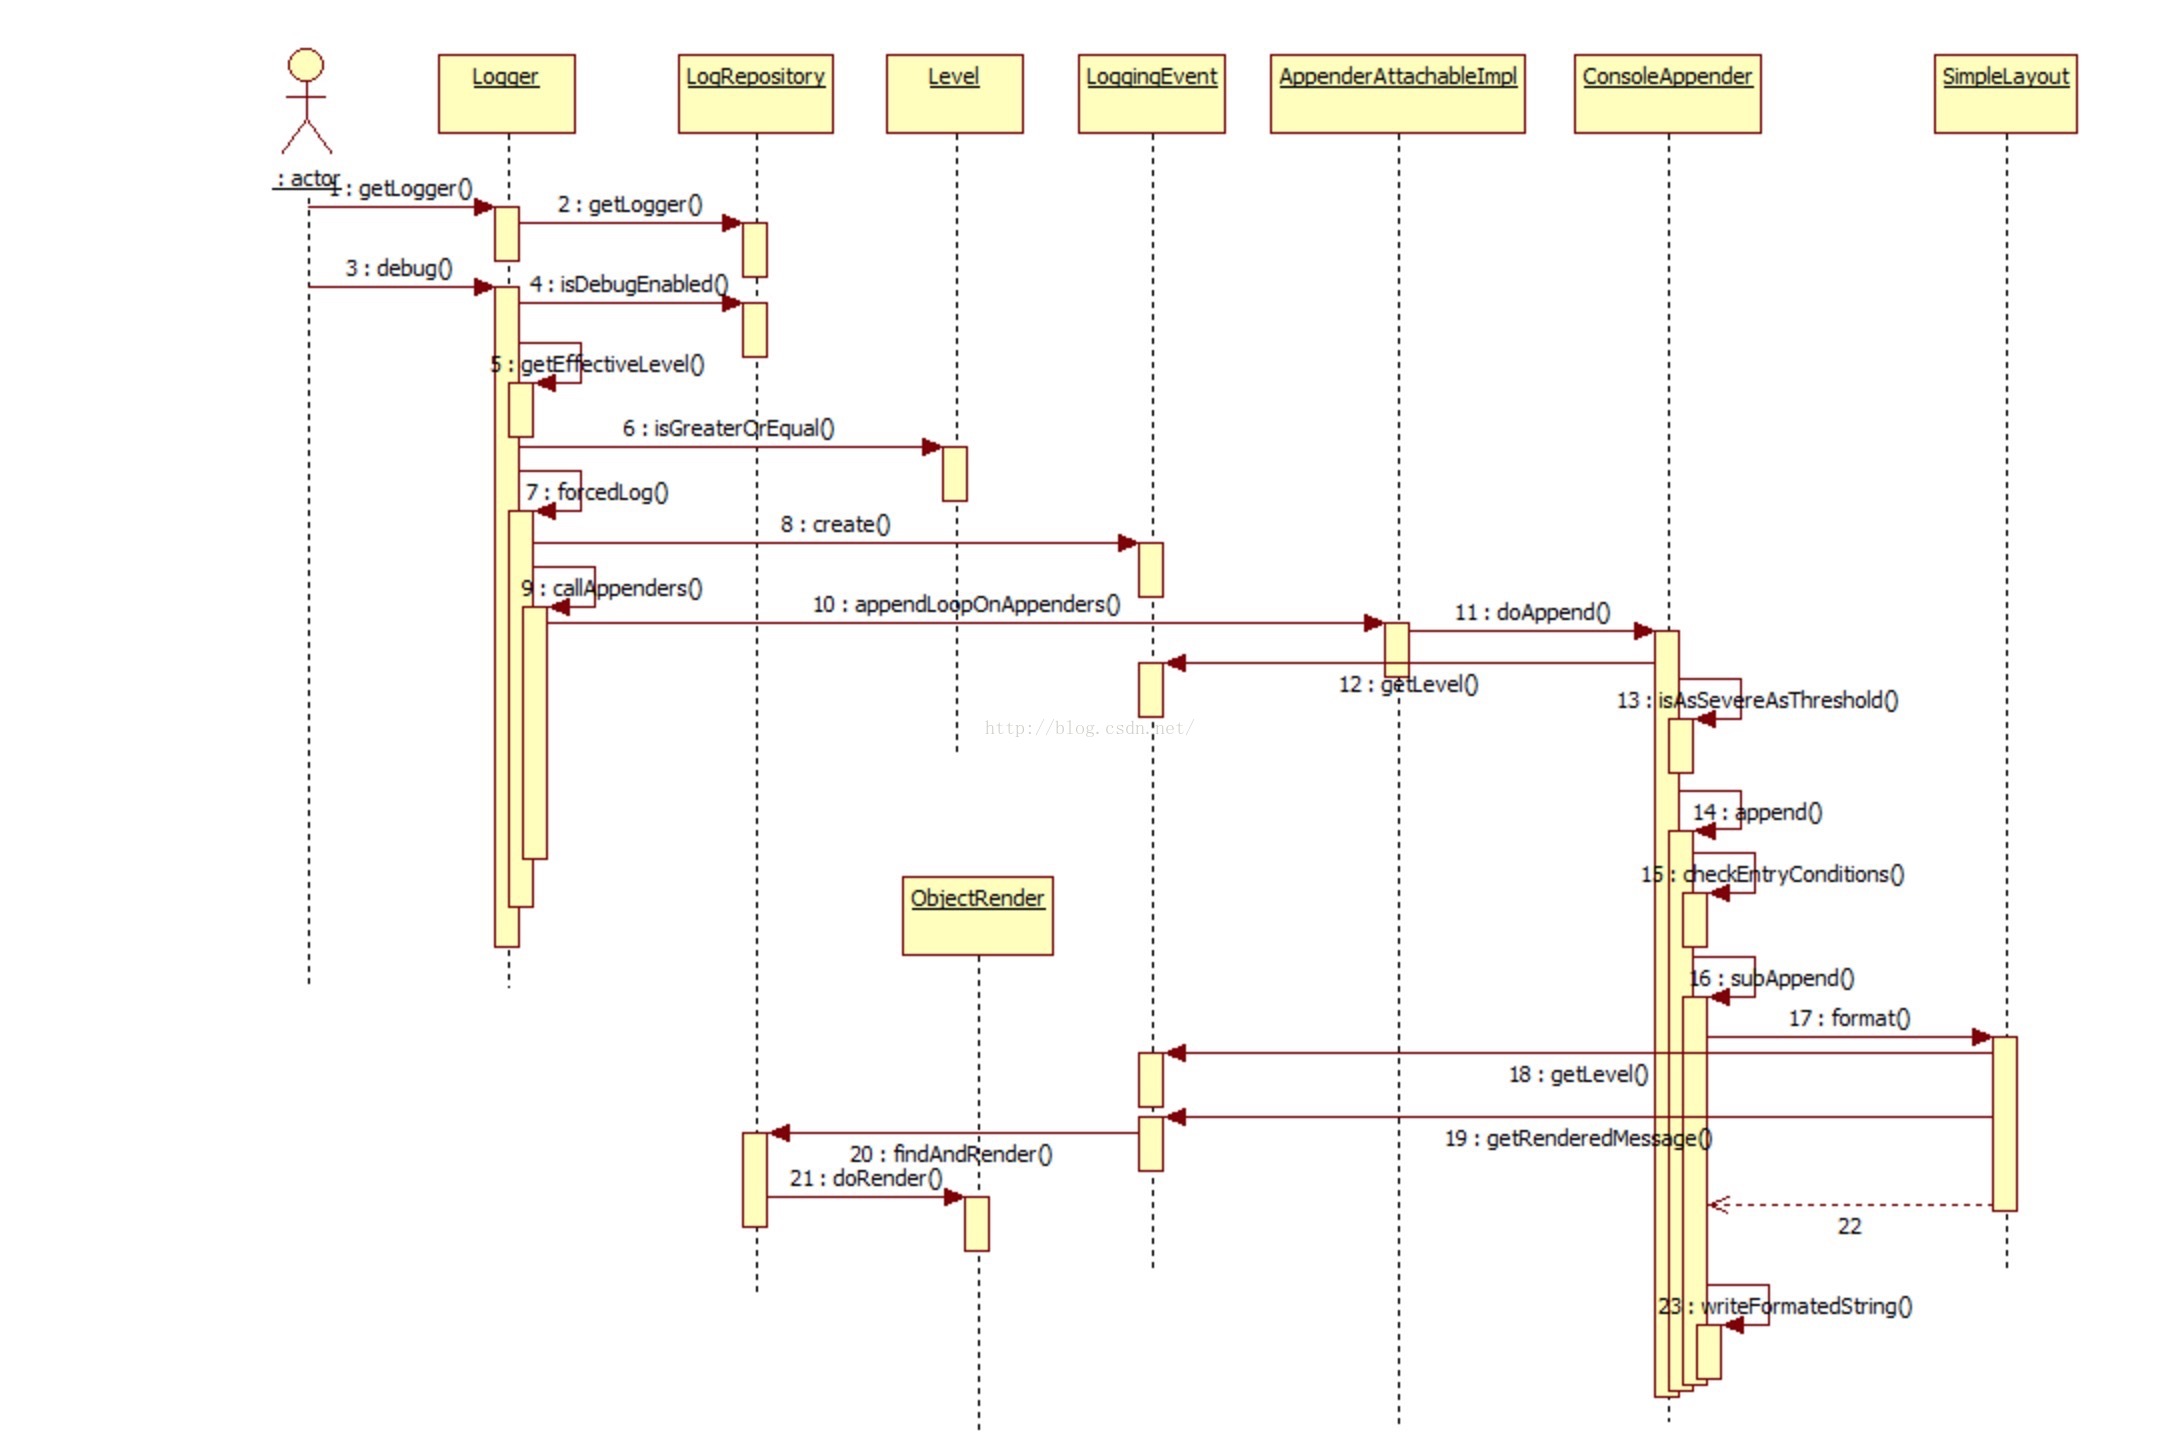 Logger
LogRepository
Level
LoggingEvent
AppenderAttachableImpl
ConsoleAppender
SimpleLayout
: actor
1 : getLogger()
2 : getLogger()
3 : debug()
4 : isDebugEnabled()
5 : getEffectiveLevel()
6 : isGreaterOrEqual()
7 : forcedLog()
8 : create()
9 : callAppenders()
10 : appendLoopOnAppenders()
11 : doAppend()
12 : getLevel()
13 : isAsSevereAsThreshold()
http://blog.csdn.net/
14 : append()
15 : checkEntryConditions()
ObjectRender
16 : subAppend()
17 : format()
18 : getLevel()
19 : getRenderedMessage()
20 : findAndRender()
21 : doRender()
22
23 : writeFormatedString()